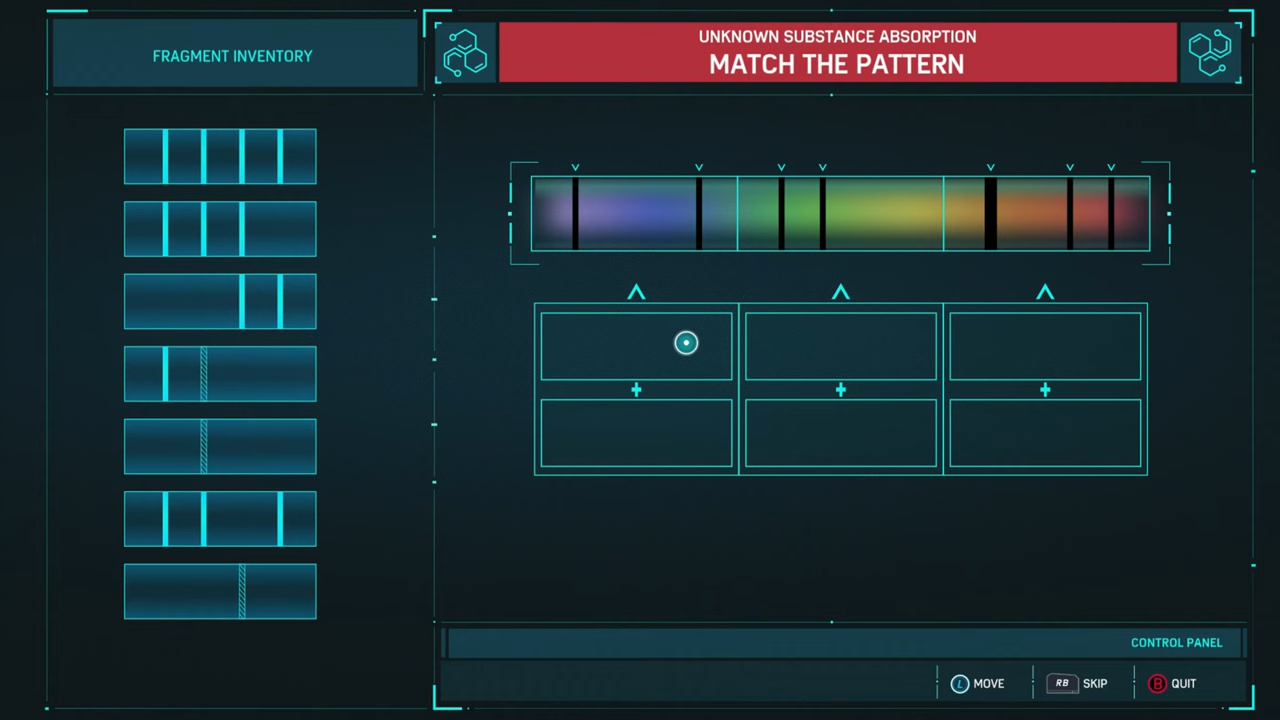 FRAGMENT INVENTORY
UNKNOWN SUBSTANCE ABSORPTION
MATCH THE PATTERN
CONTROL PANEL
L MOVE
RB SKIP
B QUIT